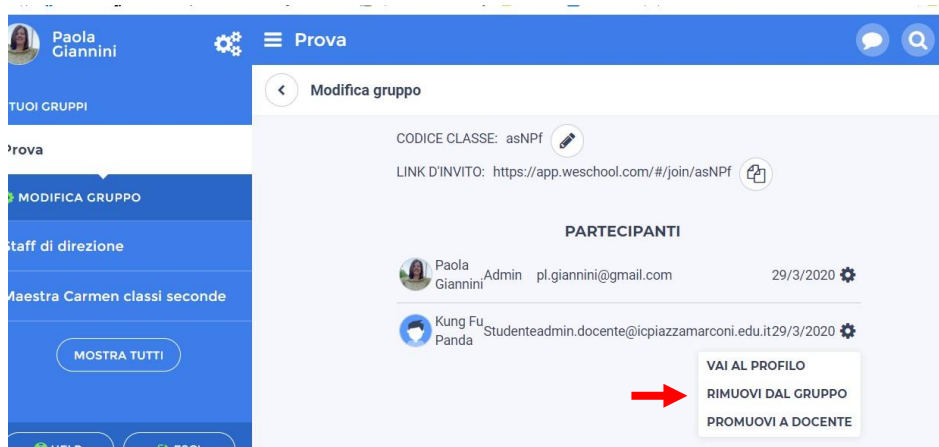 Paola
Giannini
TUOI GRUPPI
Prova
MODIFICA GRUPPO
Staff di direzione
Maestra Carmen classi seconde
MOSTRA TUTTI
Prova
Modifica gruppo
CODICE CLASSE: asNPf
LINK D'INVITO: https://app.weschool.com/#/join/asNPf
PARTECIPANTI
Paola Giannini Admin pl.giannini@gmail.com 29/3/2020
Kung Fu Panda Studente admin.docente@icpiazzamarconi.edu.it 29/3/2020
VAI AL PROFILO
RIMUOVI DAL GRUPPO
PROMUOVI A DOCENTE